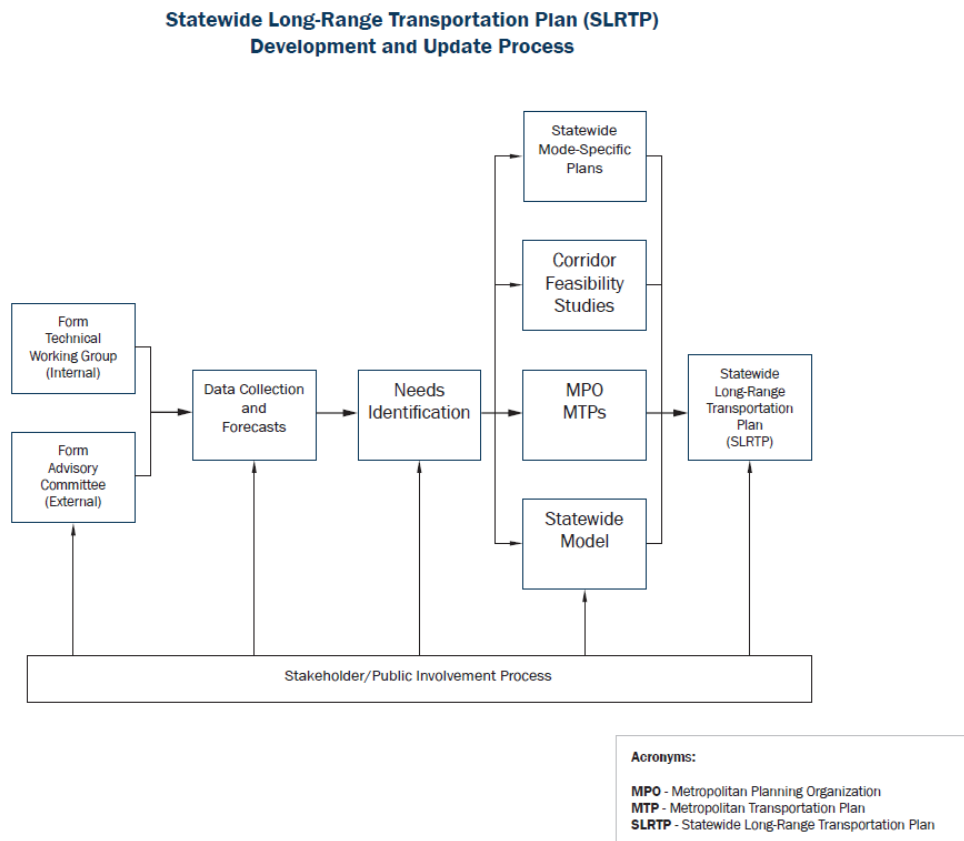 Statewide Long-Range Transportation Plan (SLRTP)
Development and Update Process
Statewide
Mode-Specific
Plans
Corridor
Feasibility
Studies
Form
Technical
Working Group
(Internal)
Form
Advisory
Committee
(External)
Data Collection
and
Forecasts
Needs
Identification
MPO
MTPs
Statewide
Model
Statewide
Long-Range
Transportation
Plan
(SLRTP)
Stakeholder/Public Involvement Process
Acronyms:
MPO - Metropolitan Planning Organization
MTP - Metropolitan Transportation Plan
SLRTP - Statewide Long-Range Transportation Plan